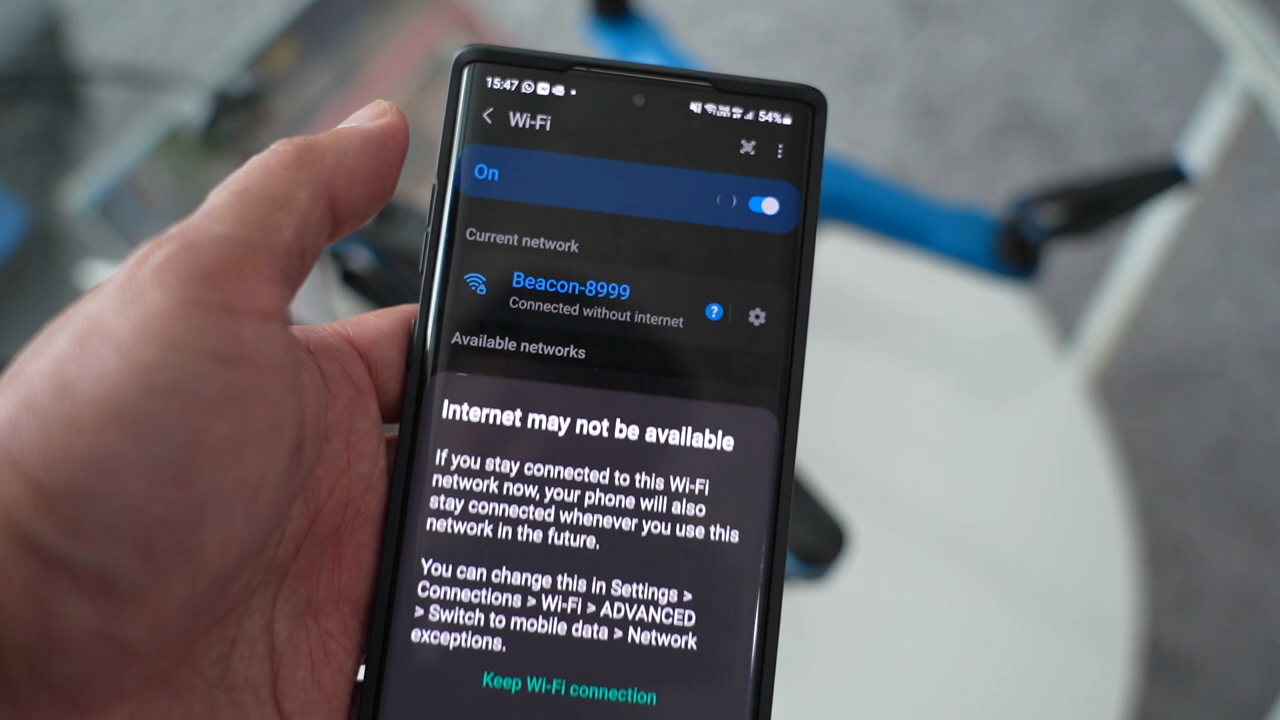 15:47
54%
Wi-Fi
On
Current network
Beacon-8999
Connected without internet
?
Available networks
Internet may not be available
If you stay connected to this Wi-Fi
network now, your phone will also
stay connected whenever you use this
network in the future.
You can change this in Settings >
Connections > Wi-Fi > ADVANCED
> Switch to mobile data > Network
exceptions.
Keep Wi-Fi connection